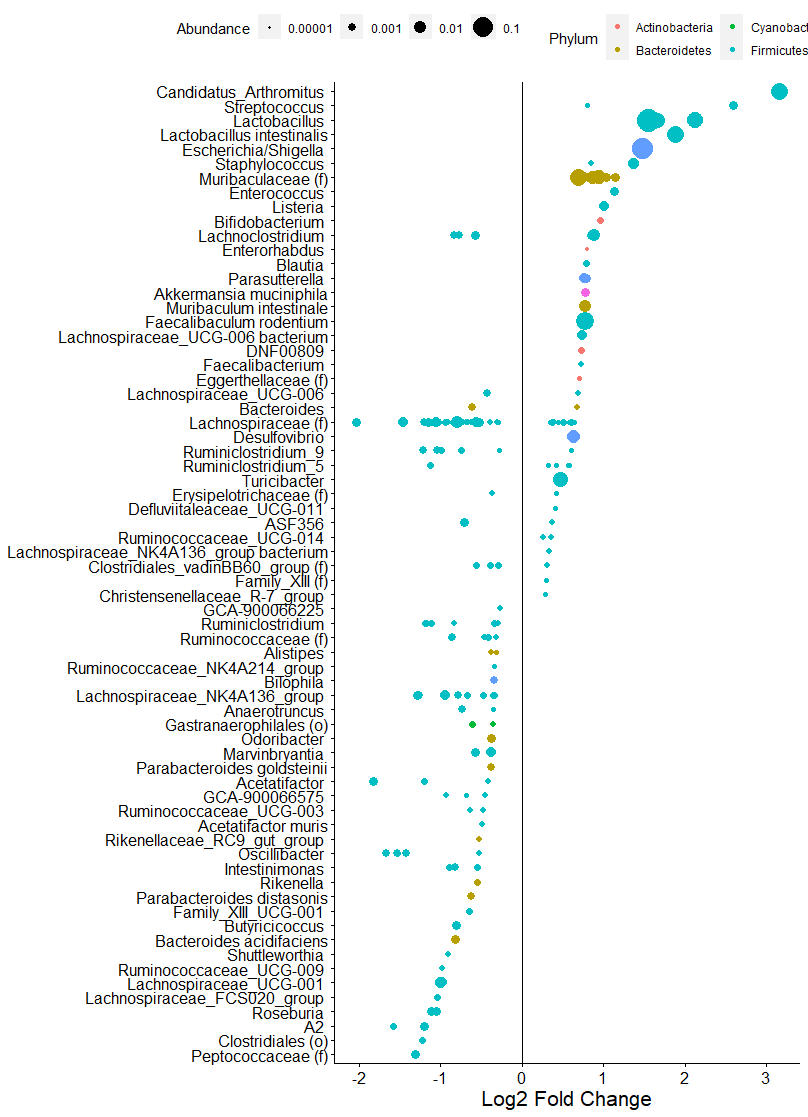 Abundance 0.00001 0.001 0.01 0.1
Phylum Actinobacteria Cyanobact
Bacteroidetes Firmicutes
Candidatus_Arthromitus
Streptococcus
Lactobacillus
Lactobacillus intestinalis
Escherichia/Shigella
Staphylococcus
Muribaculaceae (f)
Enterococcus
Listeria
Bifidobacterium
Lachnoclostridium
Enterorhabdus
Blautia
Parasutterella
Akkermansia muciniphila
Muribaculum intestinale
Faecalibaculum rodentium
Lachnospiraceae_UCG-006 bacterium
DNF00809
Faecalibacterium
Eggerthellaceae (f)
Lachnospiraceae_UCG-006
Bacteroides
Lachnospiraceae (f)
Desulfovibrio
Ruminiclostridium_9
Ruminiclostridium_5
Turicibacter
Erysipelotrichaceae (f)
Defluviitaleaceae_UCG-011
ASF356
Ruminococcaceae_UCG-014
Lachnospiraceae_NK4A136_group bacterium
Clostridiales_vadinBB60_group (f)
Family_XIII (f)
Christensenellaceae_R-7_group
GCA-900066225
Ruminiclostridium
Ruminococcaceae (f)
Alistipes
Ruminococcaceae_NK4A214_group
Bilophila
Lachnospiraceae_NK4A136_group
Anaerotruncus
Gastranaerophilales (o)
Odoribacter
Marvinbryantia
Parabacteroides goldsteinii
Acetatifactor
GCA-900066575
Ruminococcaceae_UCG-003
Acetatifactor muris
Rikenellaceae_RC9_gut_group
Oscillibacter
Intestinimonas
Rikenella
Parabacteroides distasonis
Family_XIII_UCG-001
Butyricicoccus
Bacteroides acidifaciens
Shuttleworthia
Ruminococcaceae_UCG-009
Lachnospiraceae_UCG-001
Lachnospiraceae_FCS020_group
Roseburia
A2
Clostridiales (o)
Peptococcaceae (f)
-2 -1 0 1 2 3
Log2 Fold Change